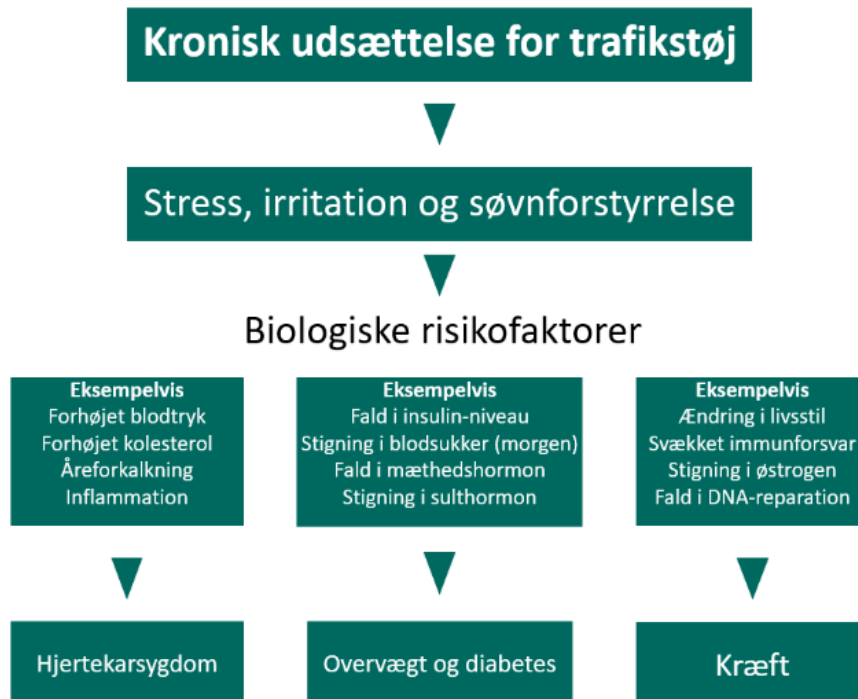 Kronisk udsættelse for trafikstøj
Stress, irritation og søvnforstyrrelse
Biologiske risikofaktorer
Eksempelvis
Forhøjet blodtryk
Forhøjet kolesterol
Åreforkalkning
Inflammation
Eksempelvis
Fald i insulin-niveau
Stigning i blodsukker (morgen)
Fald i mæthedshormon
Stigning i sulthormon
Eksempelvis
Ændring i livsstil
Svækket immunforsvar
Stigning i østrogen
Fald i DNA-reparation
Hjertekarsygdom
Overvægt og diabetes
Kræft